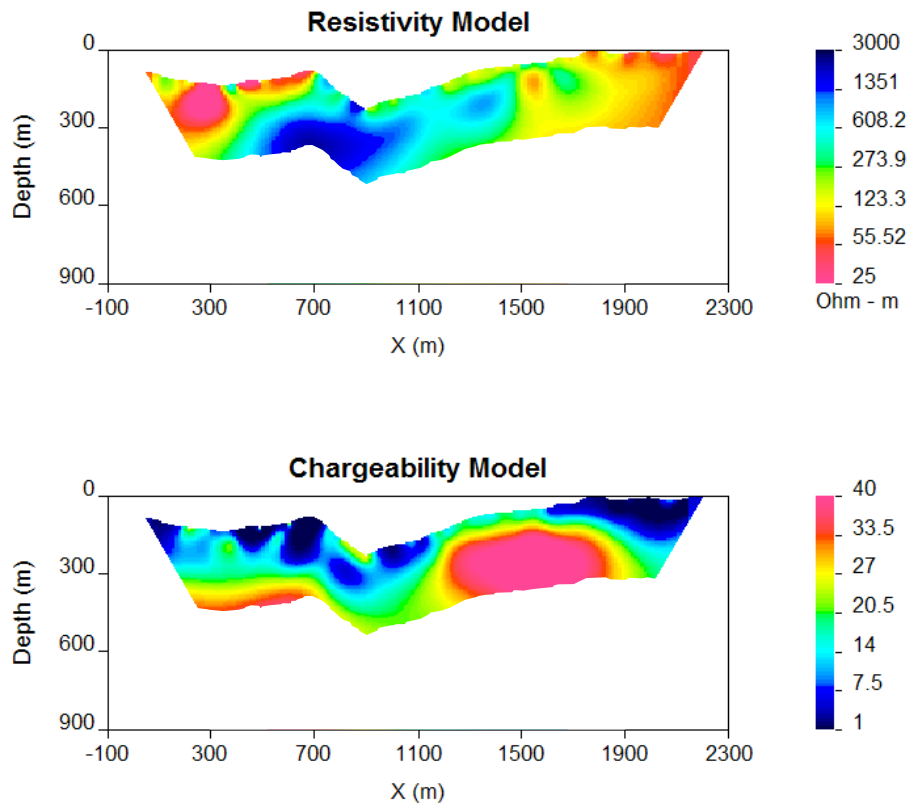 Resistivity Model
0
300
600
900
Depth (m)
-100 300 700 1100 1500 1900 2300
X (m)
3000
1351
608.2
273.9
123.3
55.52
25
Ohm - m
Chargeability Model
0
300
600
900
Depth (m)
-100 300 700 1100 1500 1900 2300
X (m)
40
33.5
27
20.5
14
7.5
1